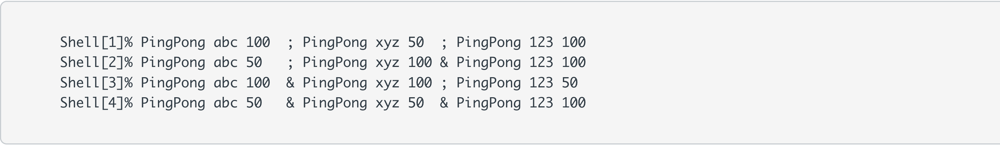 Shell[1]% PingPong abc 100  ; PingPong xyz 50  ; PingPong 123 100
Shell[2]% PingPong abc 50   ; PingPong xyz 100 & PingPong 123 100
Shell[3]% PingPong abc 100  & PingPong xyz 100 ; PingPong 123 50
Shell[4]% PingPong abc 50   & PingPong xyz 50  & PingPong 123 100